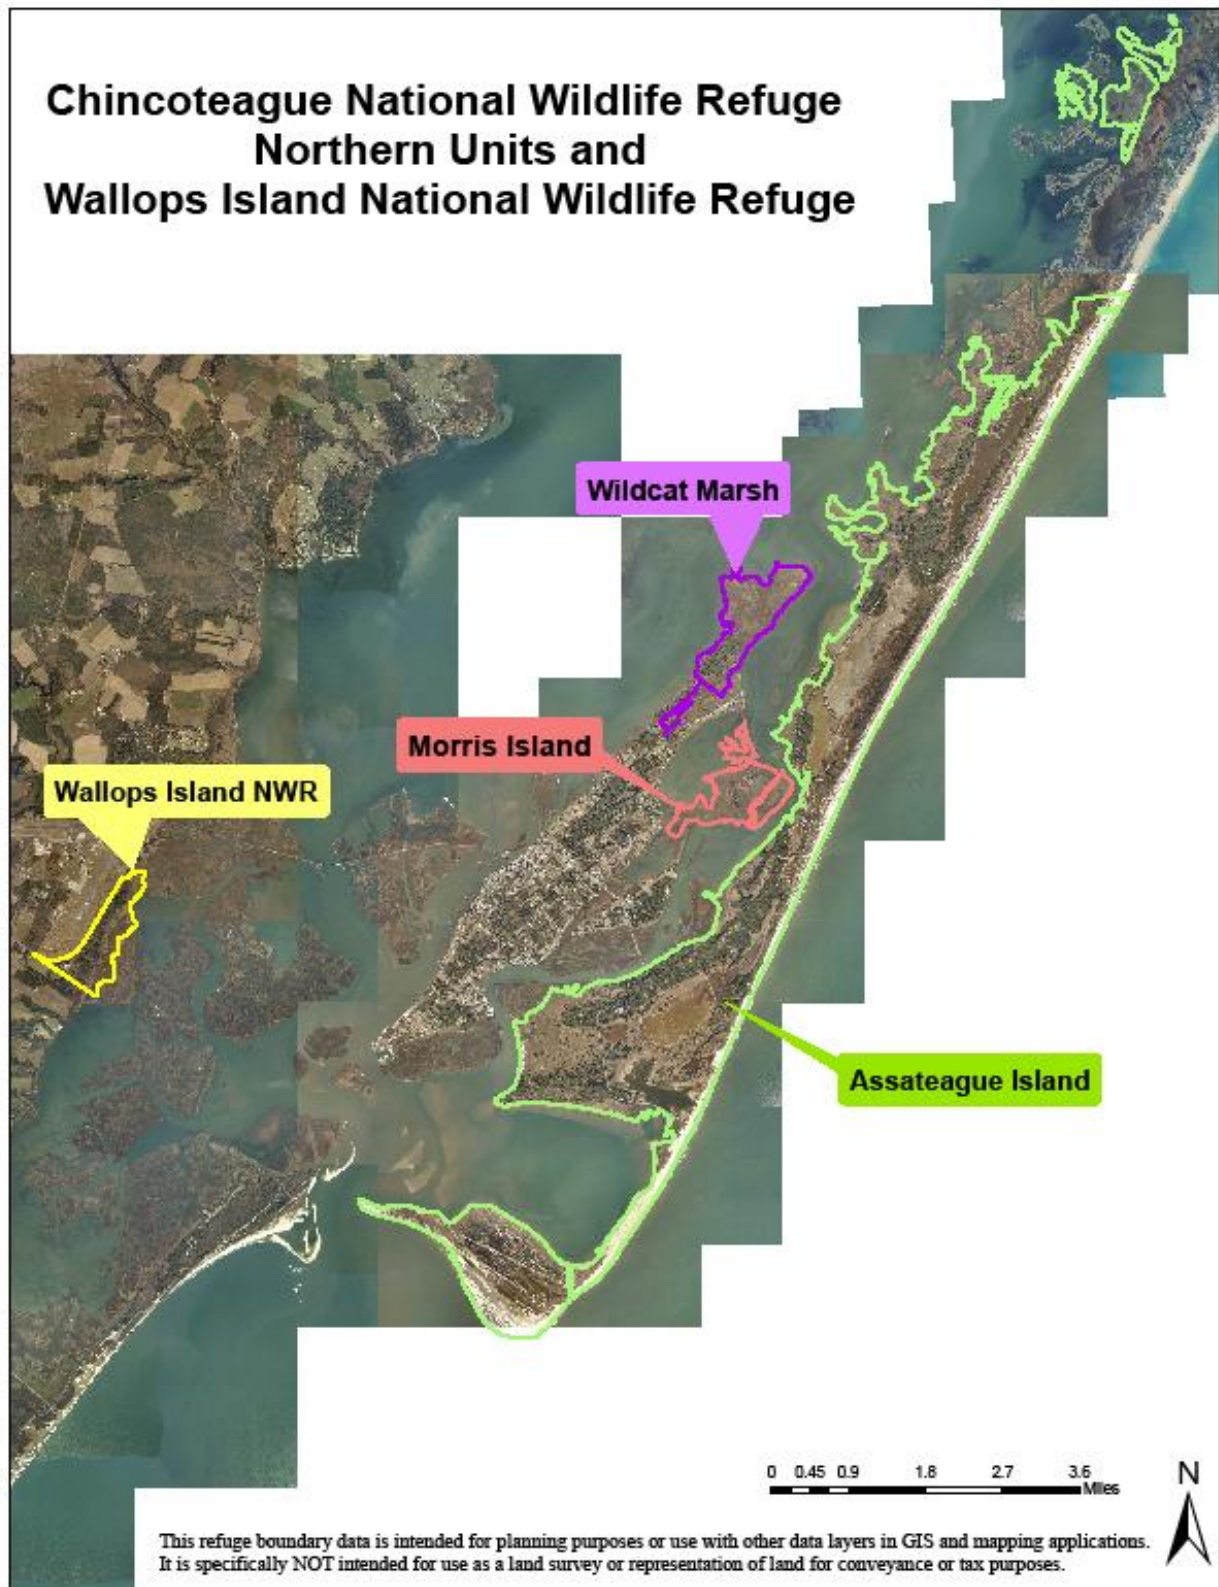 Chincoteague National Wildlife Refuge
Northern Units and
Wallops Island National Wildlife Refuge
Wildcat Marsh
Morris Island
Wallops Island NWR
Assateague Island
0 0.45 0.9 1.8 2.7 3.6
Miles
N
This refuge boundary data is intended for planning purposes or use with other data layers in GIS and mapping applications.
It is specifically NOT intended for use as a land survey or representation of land for conveyance or tax purposes.